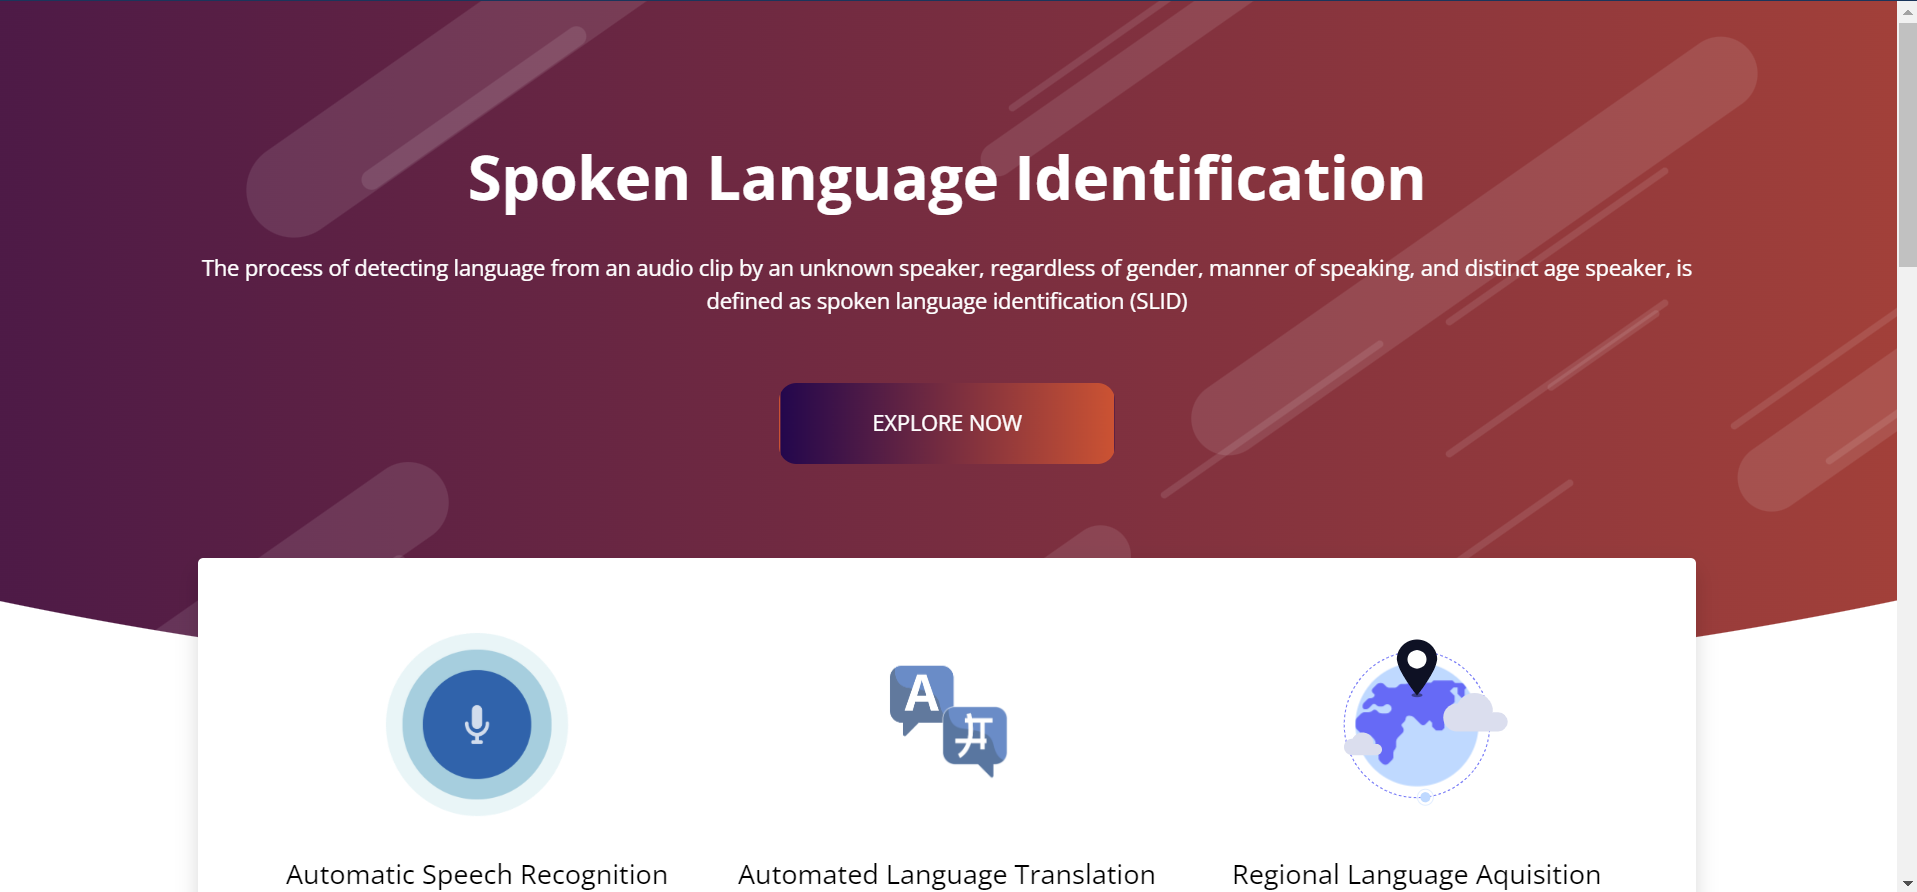 Spoken Language Identification
The process of detecting language from an audio clip by an unknown speaker, regardless of gender, manner of speaking, and distinct age speaker, is
defined as spoken language identification (SLID)
EXPLORE NOW
A
Automatic Speech Recognition
Automated Language Translation
Regional Language Aquisition